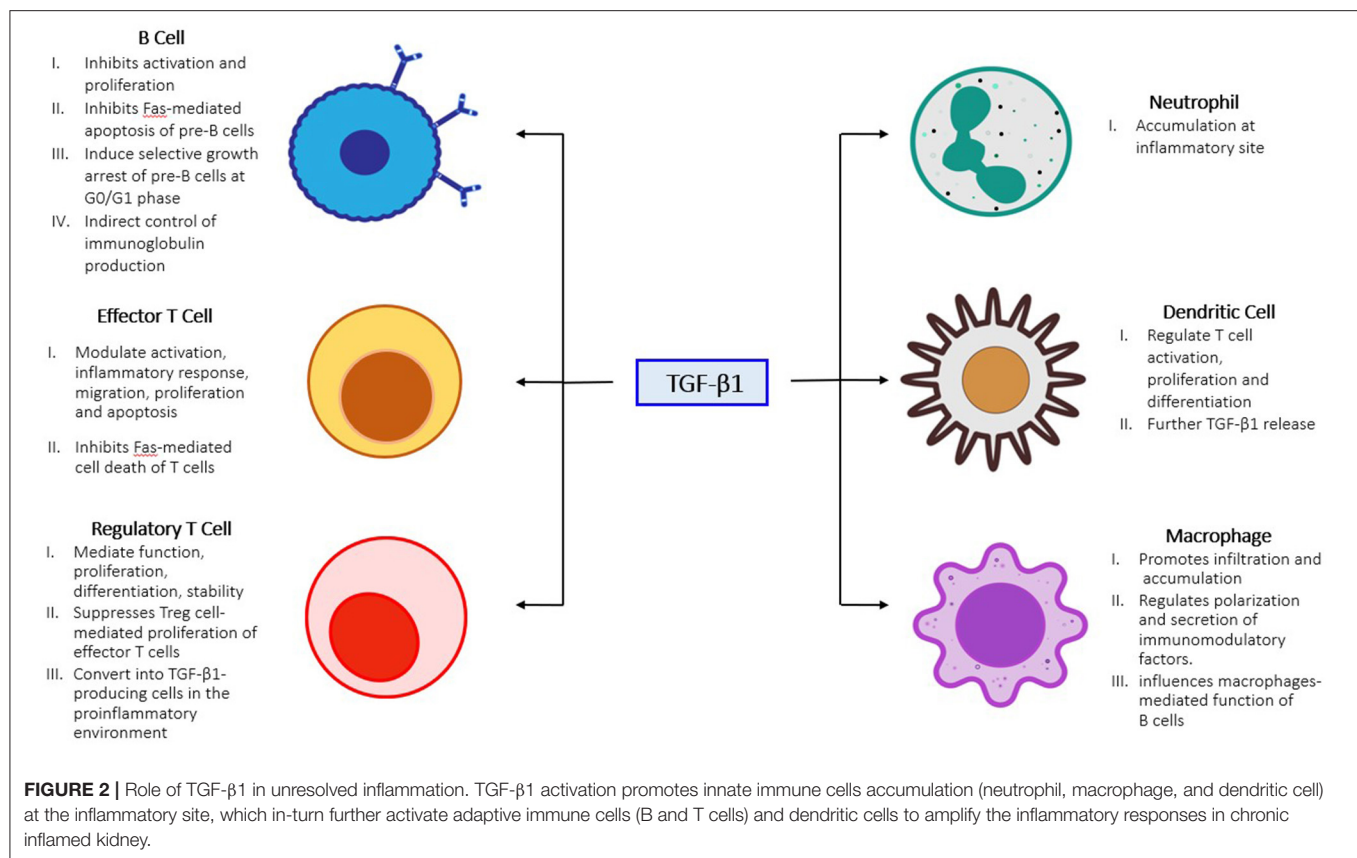 B Cell
I. Inhibits activation and
proliferation
II. Inhibits Fas-mediated
apoptosis of pre-B cells
III. Induce selective growth
arrest of pre-B cells at
G0/G1 phase
IV. Indirect control of
immunoglobulin
production
Effector T Cell
I. Modulate activation,
inflammatory response,
migration, proliferation
and apoptosis
II. Inhibits Fas-mediated
cell death of T cells
Regulatory T Cell
I. Mediate function,
proliferation,
differentiation, stability
II. Suppresses Treg cell-
mediated proliferation of
effector T cells
III. Convert into TGF-β1-
producing cells in the
proinflammatory
environment
TGF-β1
Neutrophil
I. Accumulation at
inflammatory site
Dendritic Cell
I. Regulate T cell
activation,
proliferation and
differentiation
II. Further TGF-β1 release
Macrophage
I. Promotes infiltration and
accumulation
II. Regulates polarization
and secretion of
immunomodulatory
factors.
III. influences macrophages-
mediated function of
B cells
FIGURE 2 | Role of TGF-β1 in unresolved inflammation. TGF-β1 activation promotes innate immune cells accumulation (neutrophil, macrophage, and dendritic cell)
at the inflammatory site, which in-turn further activate adaptive immune cells (B and T cells) and dendritic cells to amplify the inflammatory responses in chronic
inflamed kidney.